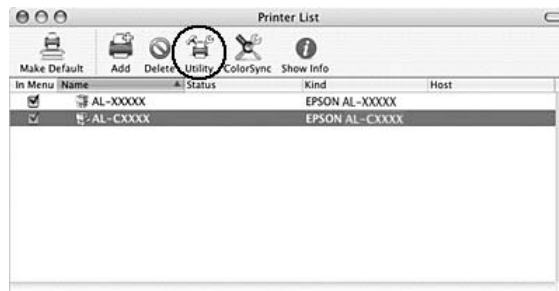 Printer List
Make Default Add Delete Utility ColorSync Show Info
In Menu Name Status Kind Host
AL-XXXXX EPSON AL-XXXXX
AL-CXXXX EPSON AL-CXXXX